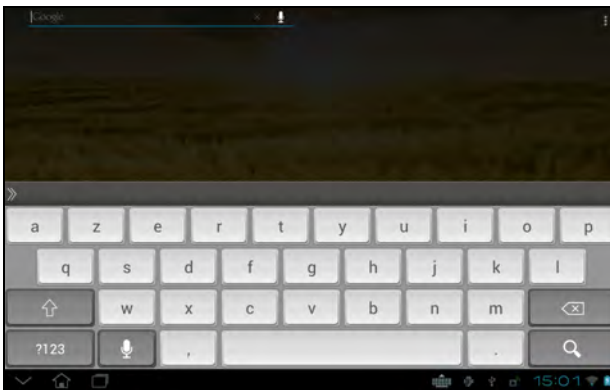 Google
a z e r t y u i o p
q s d f g h j k l
w x c v b n m
?123 , .
15:01